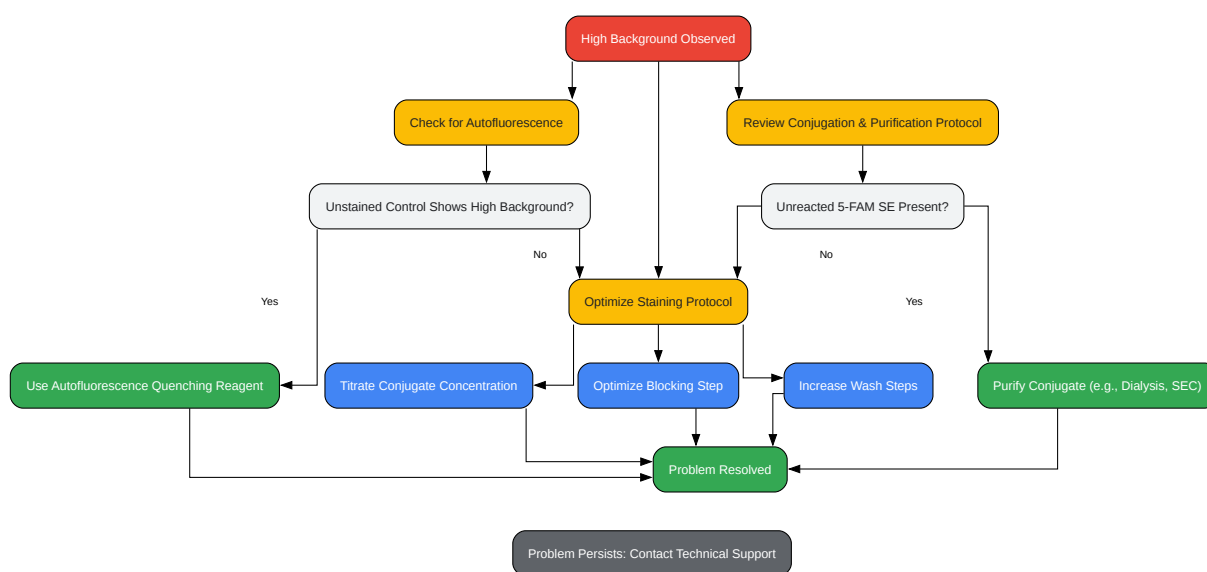 High Background Observed
Check for Autofluorescence
Review Conjugation & Purification Protocol
Unstained Control Shows High Background?
Unreacted 5-FAM SE Present?
No
No
Optimize Staining Protocol
Yes
Yes
Use Autofluorescence Quenching Reagent
Titrate Conjugate Concentration
Optimize Blocking Step
Increase Wash Steps
Purify Conjugate (e.g., Dialysis, SEC)
Problem Resolved
Problem Persists: Contact Technical Support